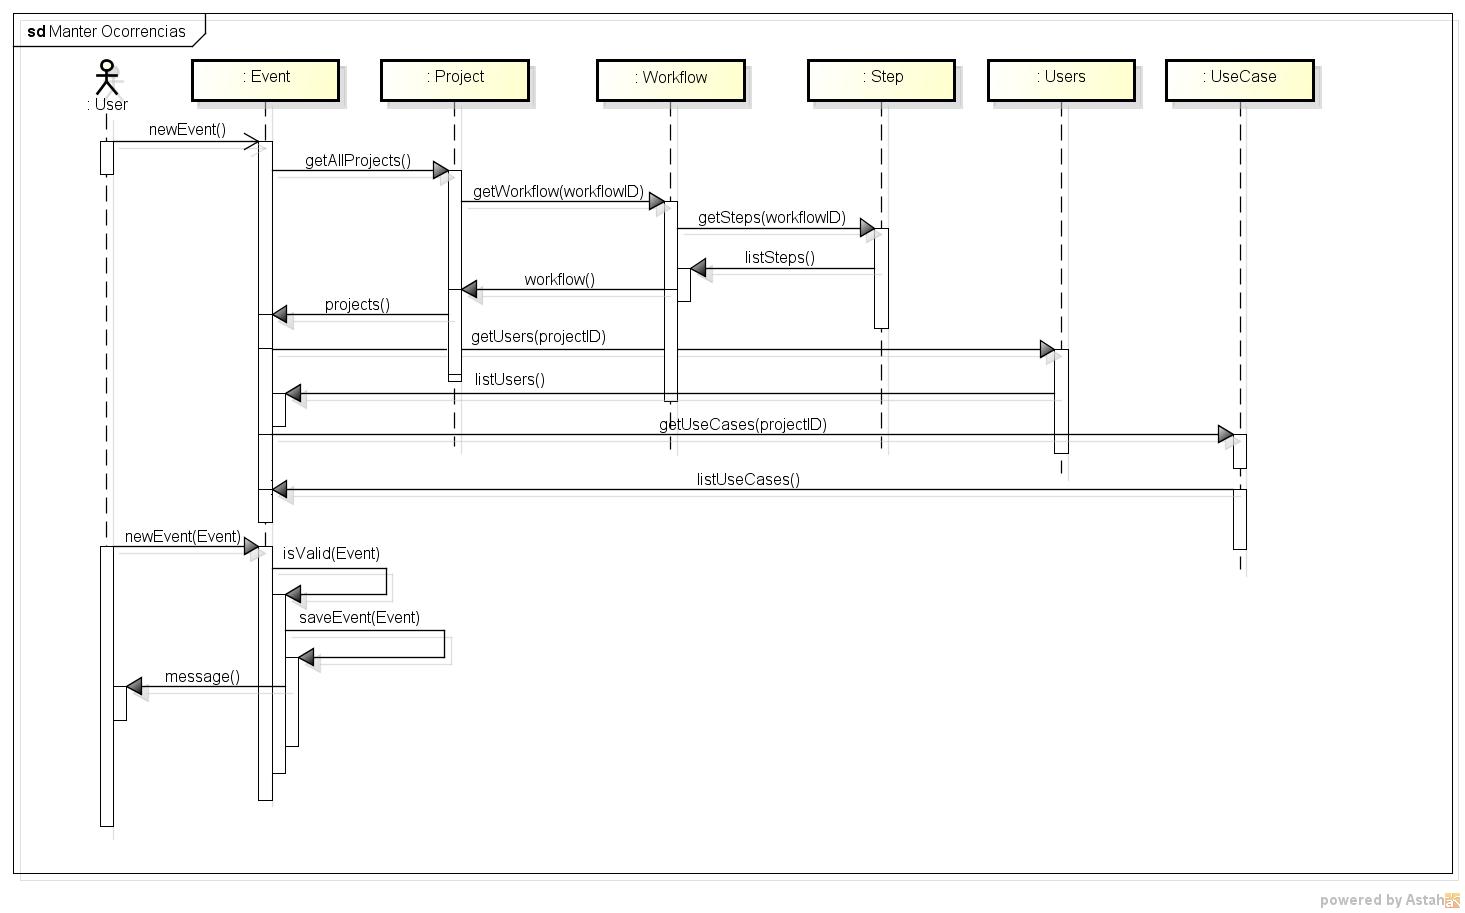 sd Manter Ocorrencias
: User
: Event
: Project
: Workflow
: Step
: Users
: UseCase
newEvent()
getAllProjects()
getWorkflow(workflowID)
getSteps(workflowID)
listSteps()
workflow()
projects()
getUsers(projectID)
listUsers()
getUseCases(projectID)
listUseCases()
newEvent(Event)
isValid(Event)
saveEvent(Event)
message()
powered by Astah